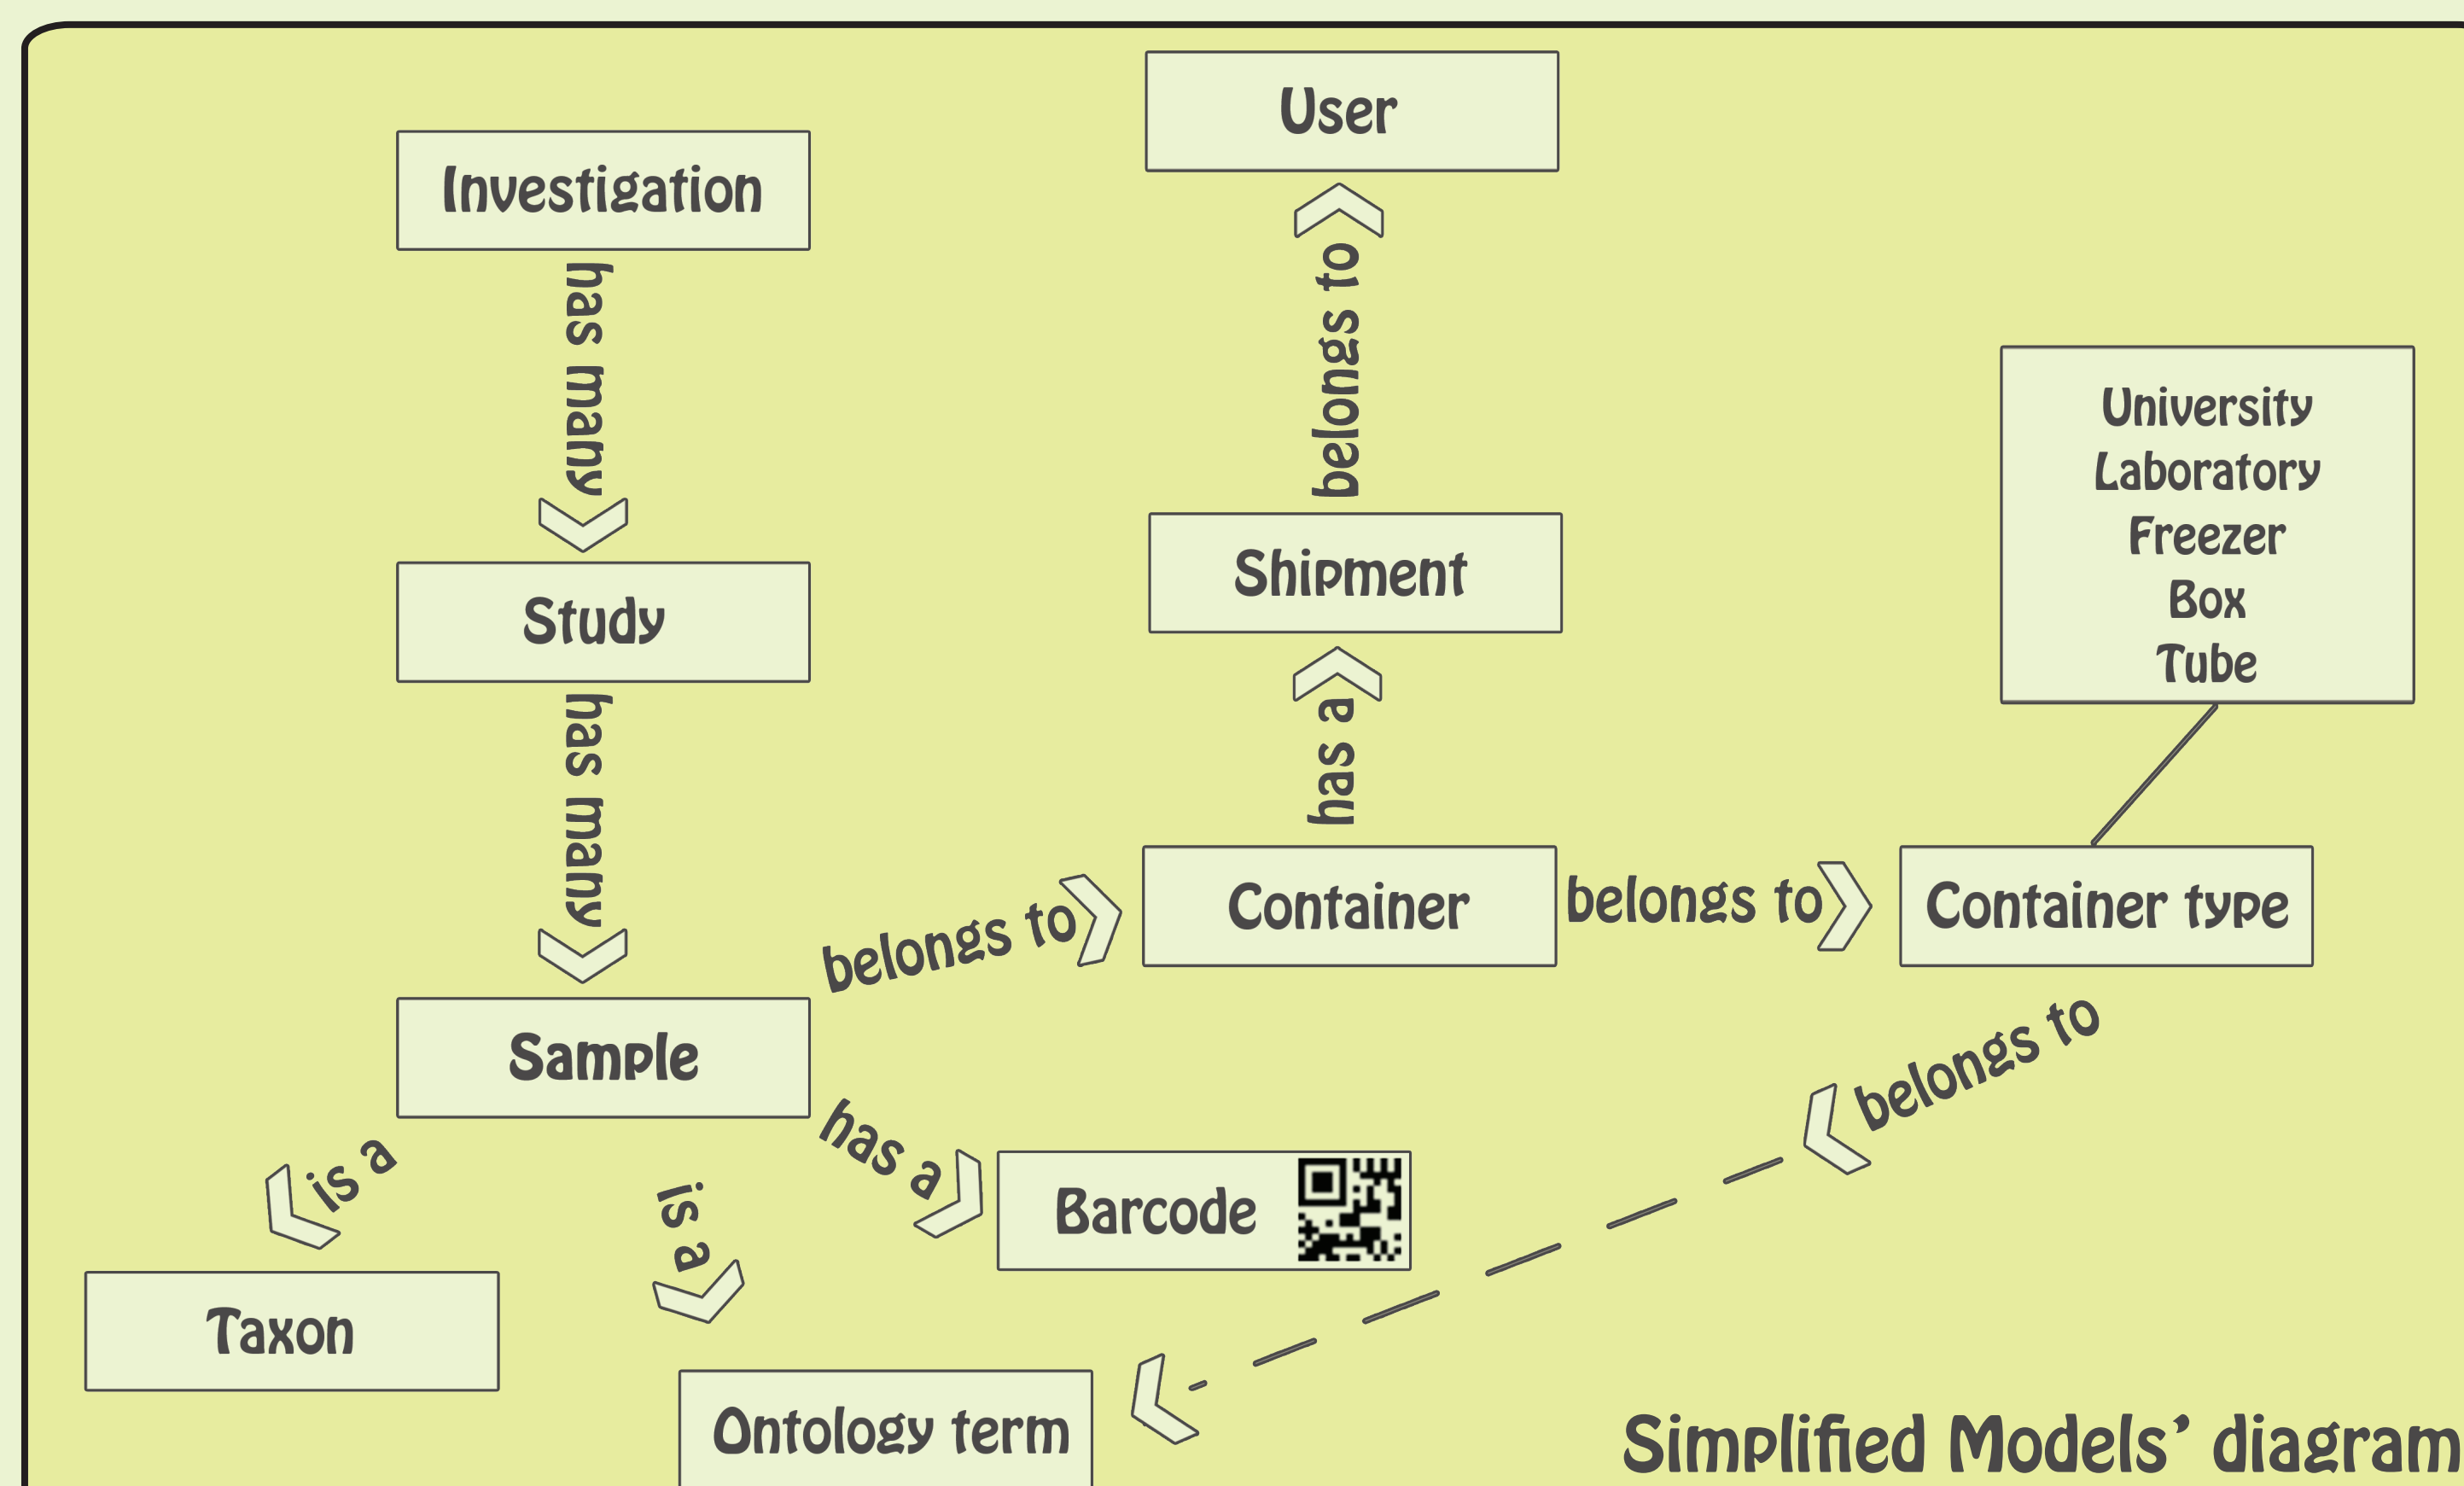 User
Investigation
has many
belongs to
University
Laboratory
Freezer
Box
Tube
Study
Shipment
has many
has a
belongs to
Container
belongs to
Container type
Sample
belongs to
is a
is a
has a
Barcode
Taxon
Ontology term
Simplified Models’ diagram